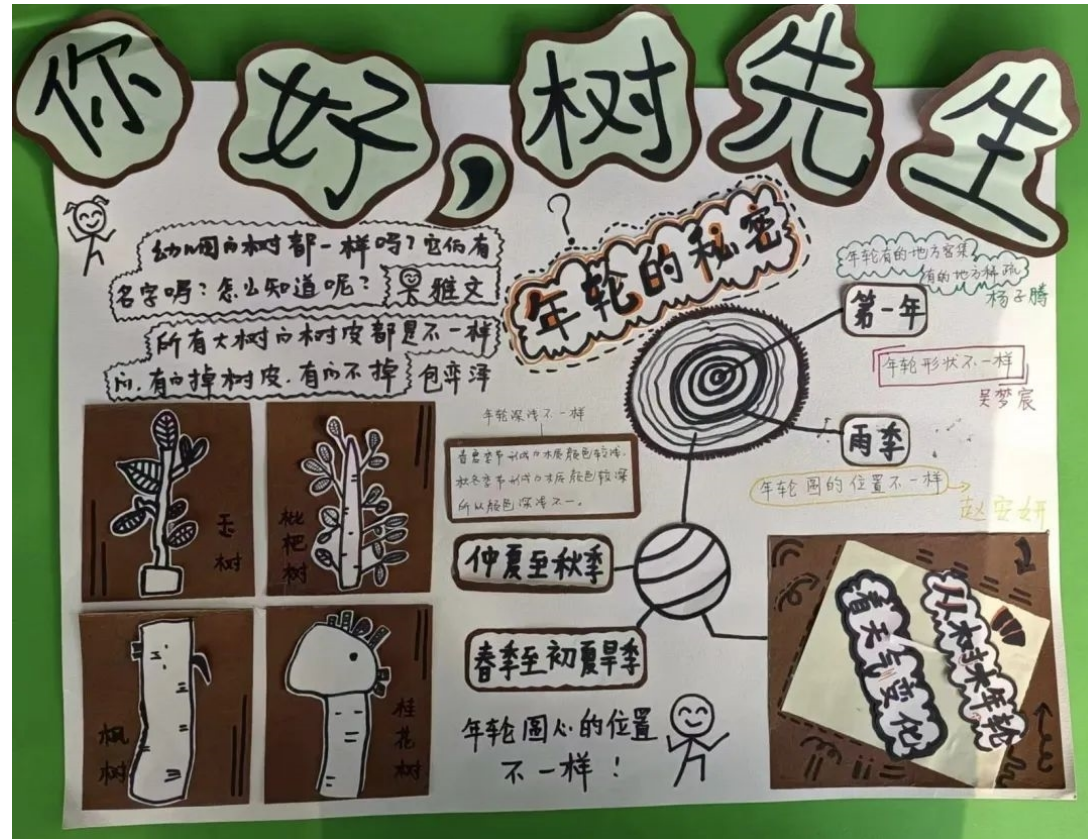 你好，树先生
幼儿园的树都一样吗？它们有
名字吗？怎么知道呢？ 雅文
所有大树的树皮都是不一样
的.有的掉树皮.有的不掉 包弈泽
？
年轮的秘密
年轮有的地方密集
有的地方稀疏
杨子腾
第一年
年轮形状不一样
吴梦宸
雨季
年轮圆的位置不一样
赵安妍
年轮深浅不一样
春夏季节形成的木质颜色较浅.
秋冬季节形成的木质颜色较深
所以颜色深浅不一。
仲夏至秋季
春季至初夏旱季
年轮圆心的位置
不一样！
玉树
枇杷树
枫树
桂花树
从树木年轮
看天气变化